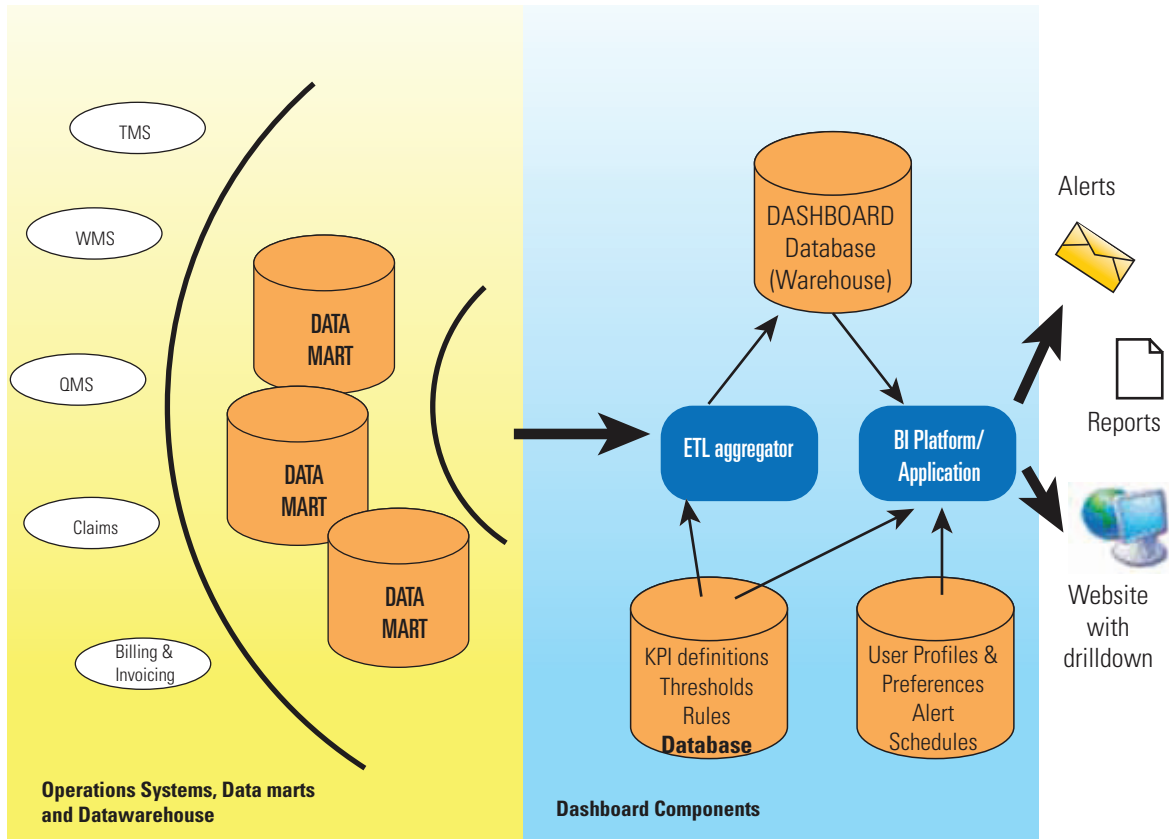 TMS
WMS
QMS
Claims
Billing &
Invoicing
DATA
MART
DATA
MART
DATA
MART
Operations Systems, Data marts
and Datawarehouse
DASHBOARD
Database
(Warehouse)
ETL aggregator
BI Platform/
Application
KPI definitions
Thresholds
Rules
Database
User Profiles &
Preferences
Alert
Schedules
Dashboard Components
Alerts
Reports
Website
with
drilldown